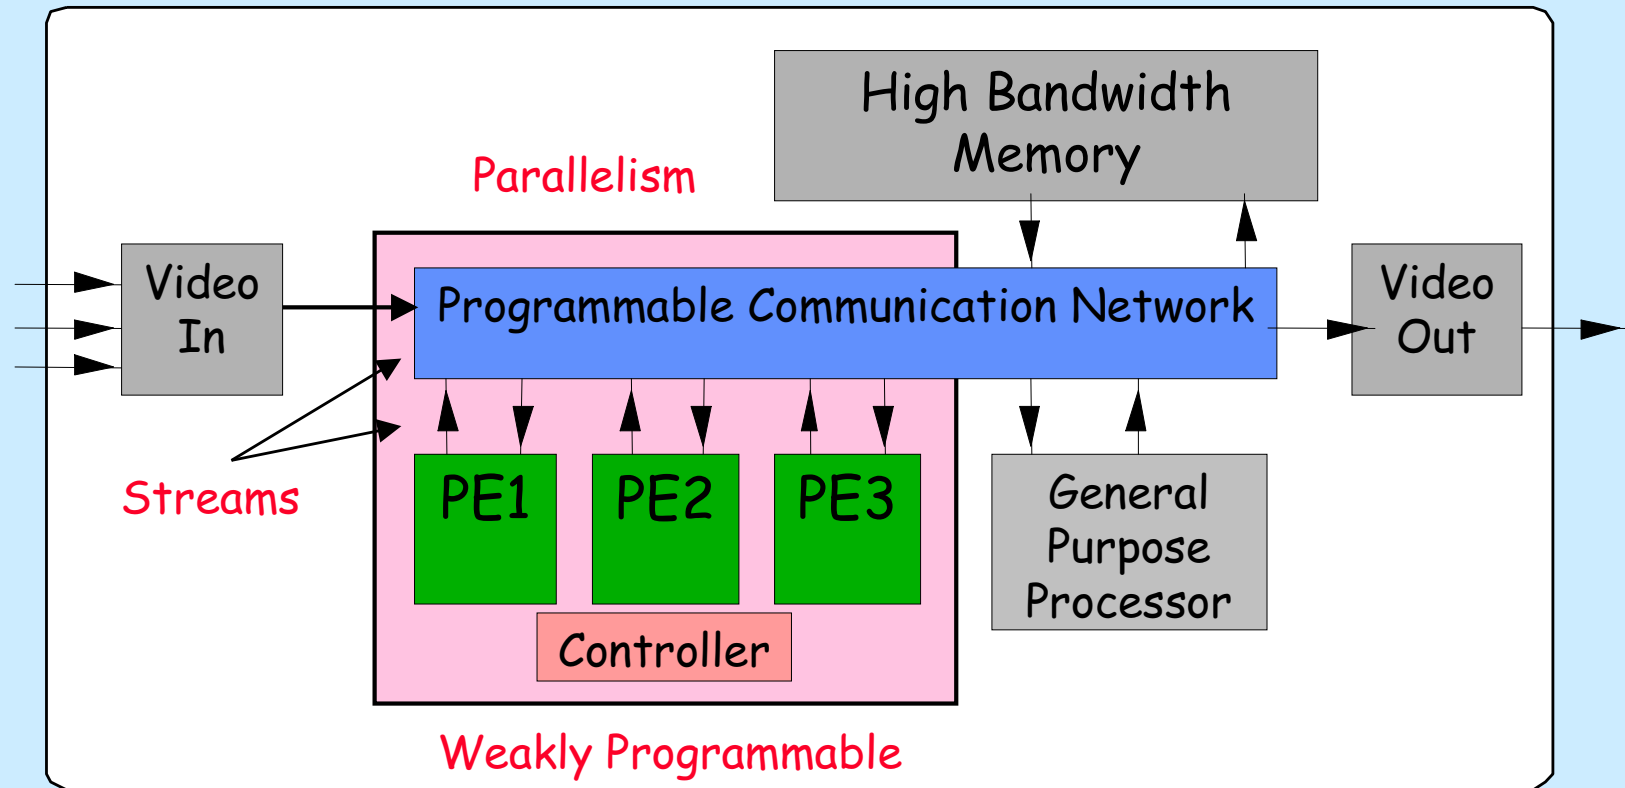 High Bandwidth
Memory
Parallelism
Video
In
Programmable Communication Network
Video
Out
Streams
PE1
PE2
PE3
General
Purpose
Processor
Controller
Weakly Programmable